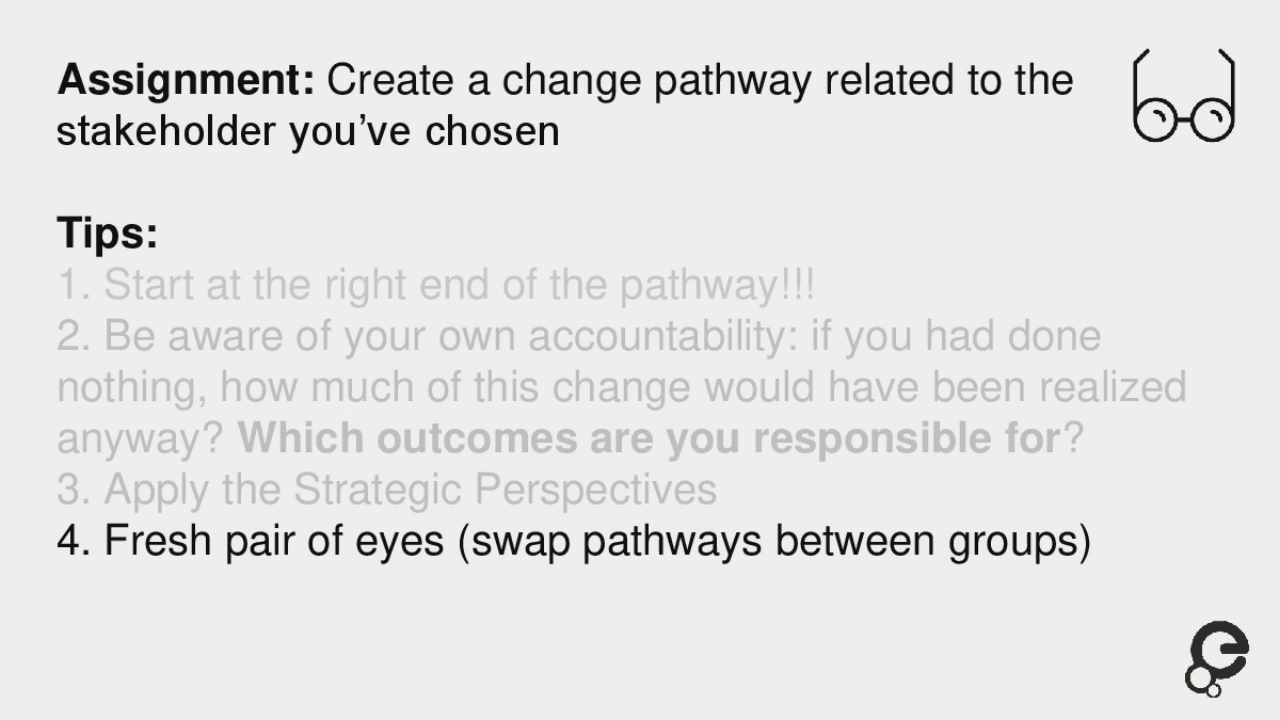 Assignment: Create a change pathway related to the
stakeholder you’ve chosen
Tips:
1. Start at the right end of the pathway!!!
2. Be aware of your own accountability: if you had done
nothing, how much of this change would have been realized
anyway? Which outcomes are you responsible for?
3. Apply the Strategic Perspectives
4. Fresh pair of eyes (swap pathways between groups)